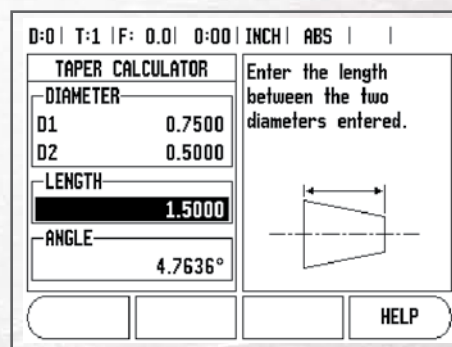 D:0| T:1 |F: 0.0| 0:00|INCH| ABS | |
TAPER CALCULATOR
DIAMETER
D1 0.7500
D2 0.5000
LENGTH
1.5000
ANGLE
4.7636°
Enter the length
between the two
diameters entered.
HELP